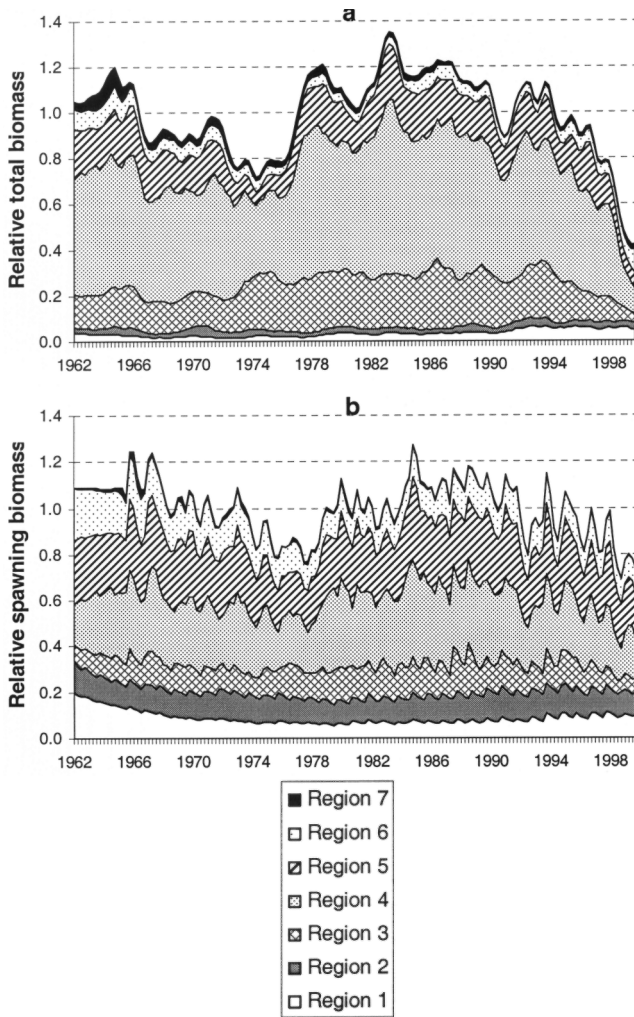 a
Relative total biomass
1.4
1.2
1.0
0.8
0.6
0.4
0.2
0.0
1962 1966 1970 1974 1978 1982 1986 1990 1994 1998
b
Relative spawning biomass
1.4
1.2
1.0
0.8
0.6
0.4
0.2
0.0
1962 1966 1970 1974 1978 1982 1986 1990 1994 1998
Region 7
Region 6
Region 5
Region 4
Region 3
Region 2
Region 1